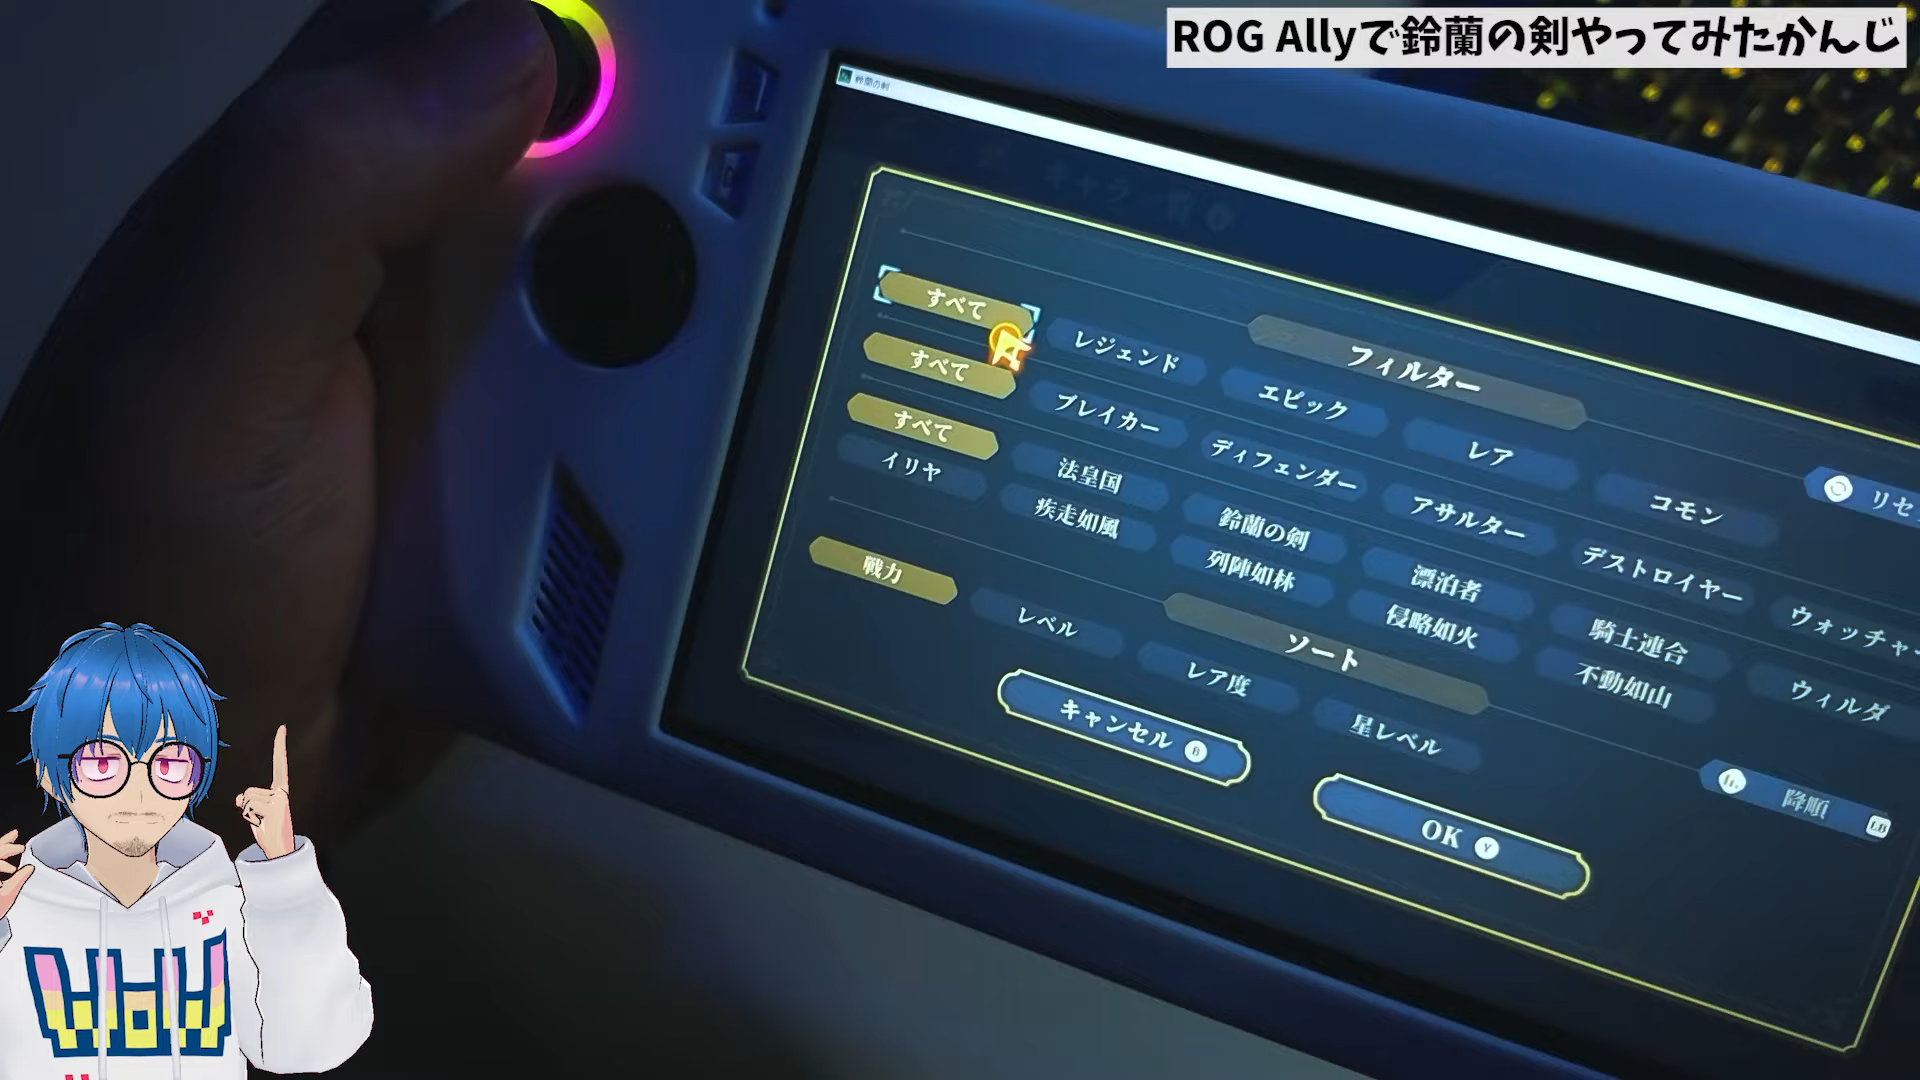 ROG Allyで鈴蘭の剣やってみたかんじ
鈴蘭の剣
フィルター
リセ
すべて レジェンド エピック レア コモン
すべて ブレイカー ディフェンダー アサルター デストロイヤー ウォッチャー
すべて 法皇国 鈴蘭の剣 漂泊者 騎士連合 ウィルダ
イリヤ 疾走如風 列陣如林 侵略如火 不動如山
ソート
降順 LB
戦力 レベル レア度 星レベル
キャンセル B
OK Y
WOW